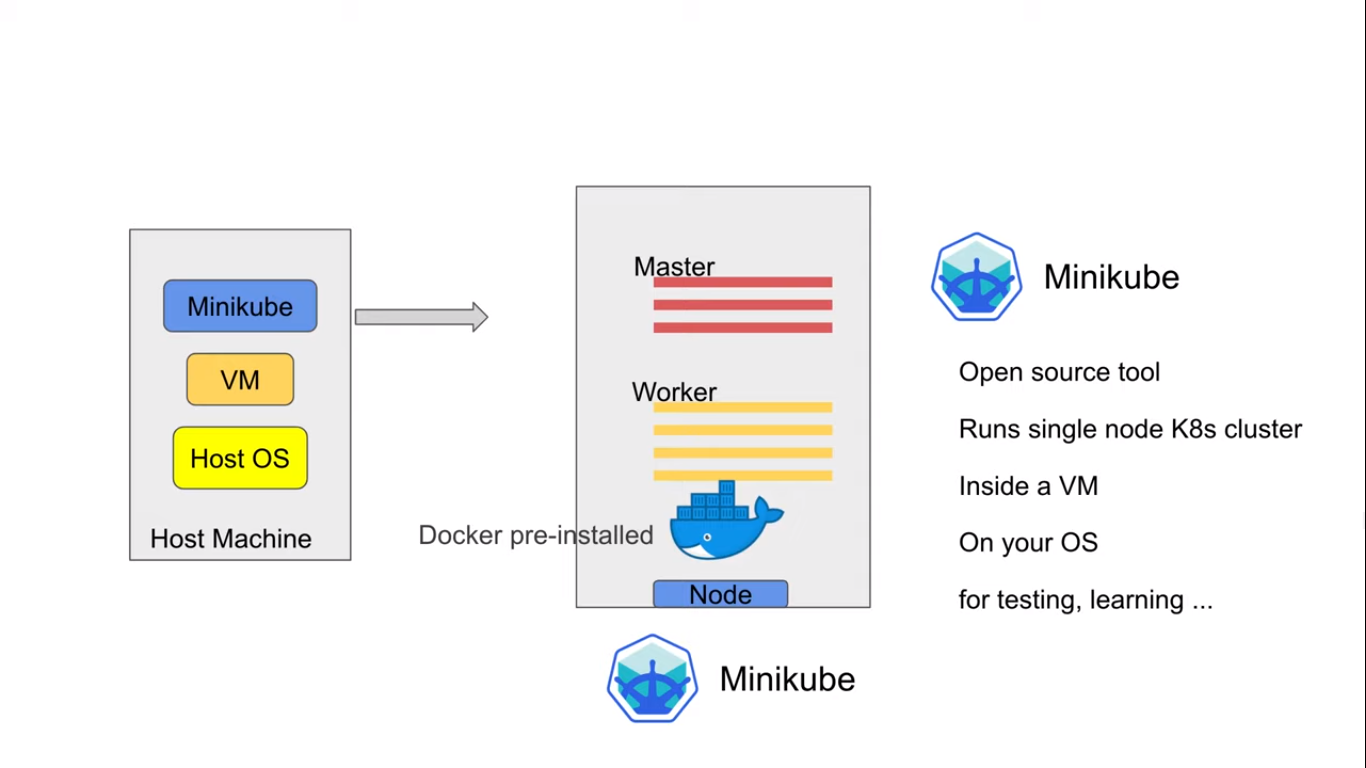 Minikube
VM
Host OS
Host Machine
Master
Worker
Docker pre-installed
Node
Minikube
Minikube
Open source tool
Runs single node K8s cluster
Inside a VM
On your OS
for testing, learning ...